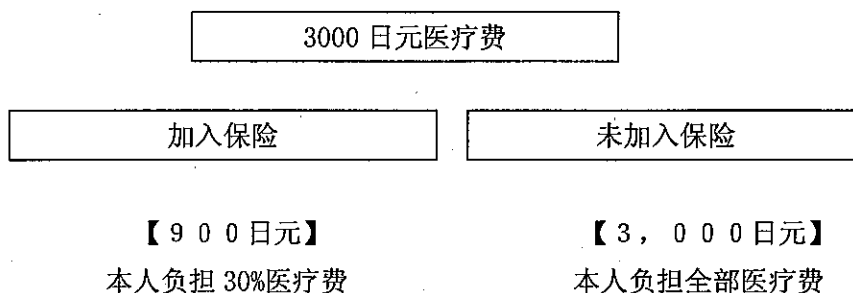 3000 日元医疗费
加入保险
未加入保险
【９００日元】
【３，０００日元】
本人负担 30%医疗费
本人负担全部医疗费